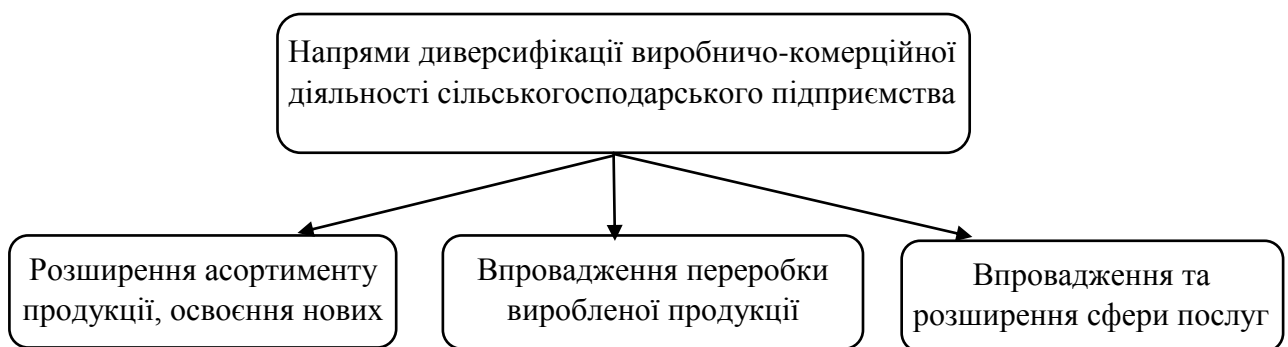 Напрями диверсифікації виробничо-комерційної
діяльності сільськогосподарського підприємства
Розширення асортименту
продукції, освоєння нових
Впровадження переробки
виробленої продукції
Впровадження та
розширення сфери послуг